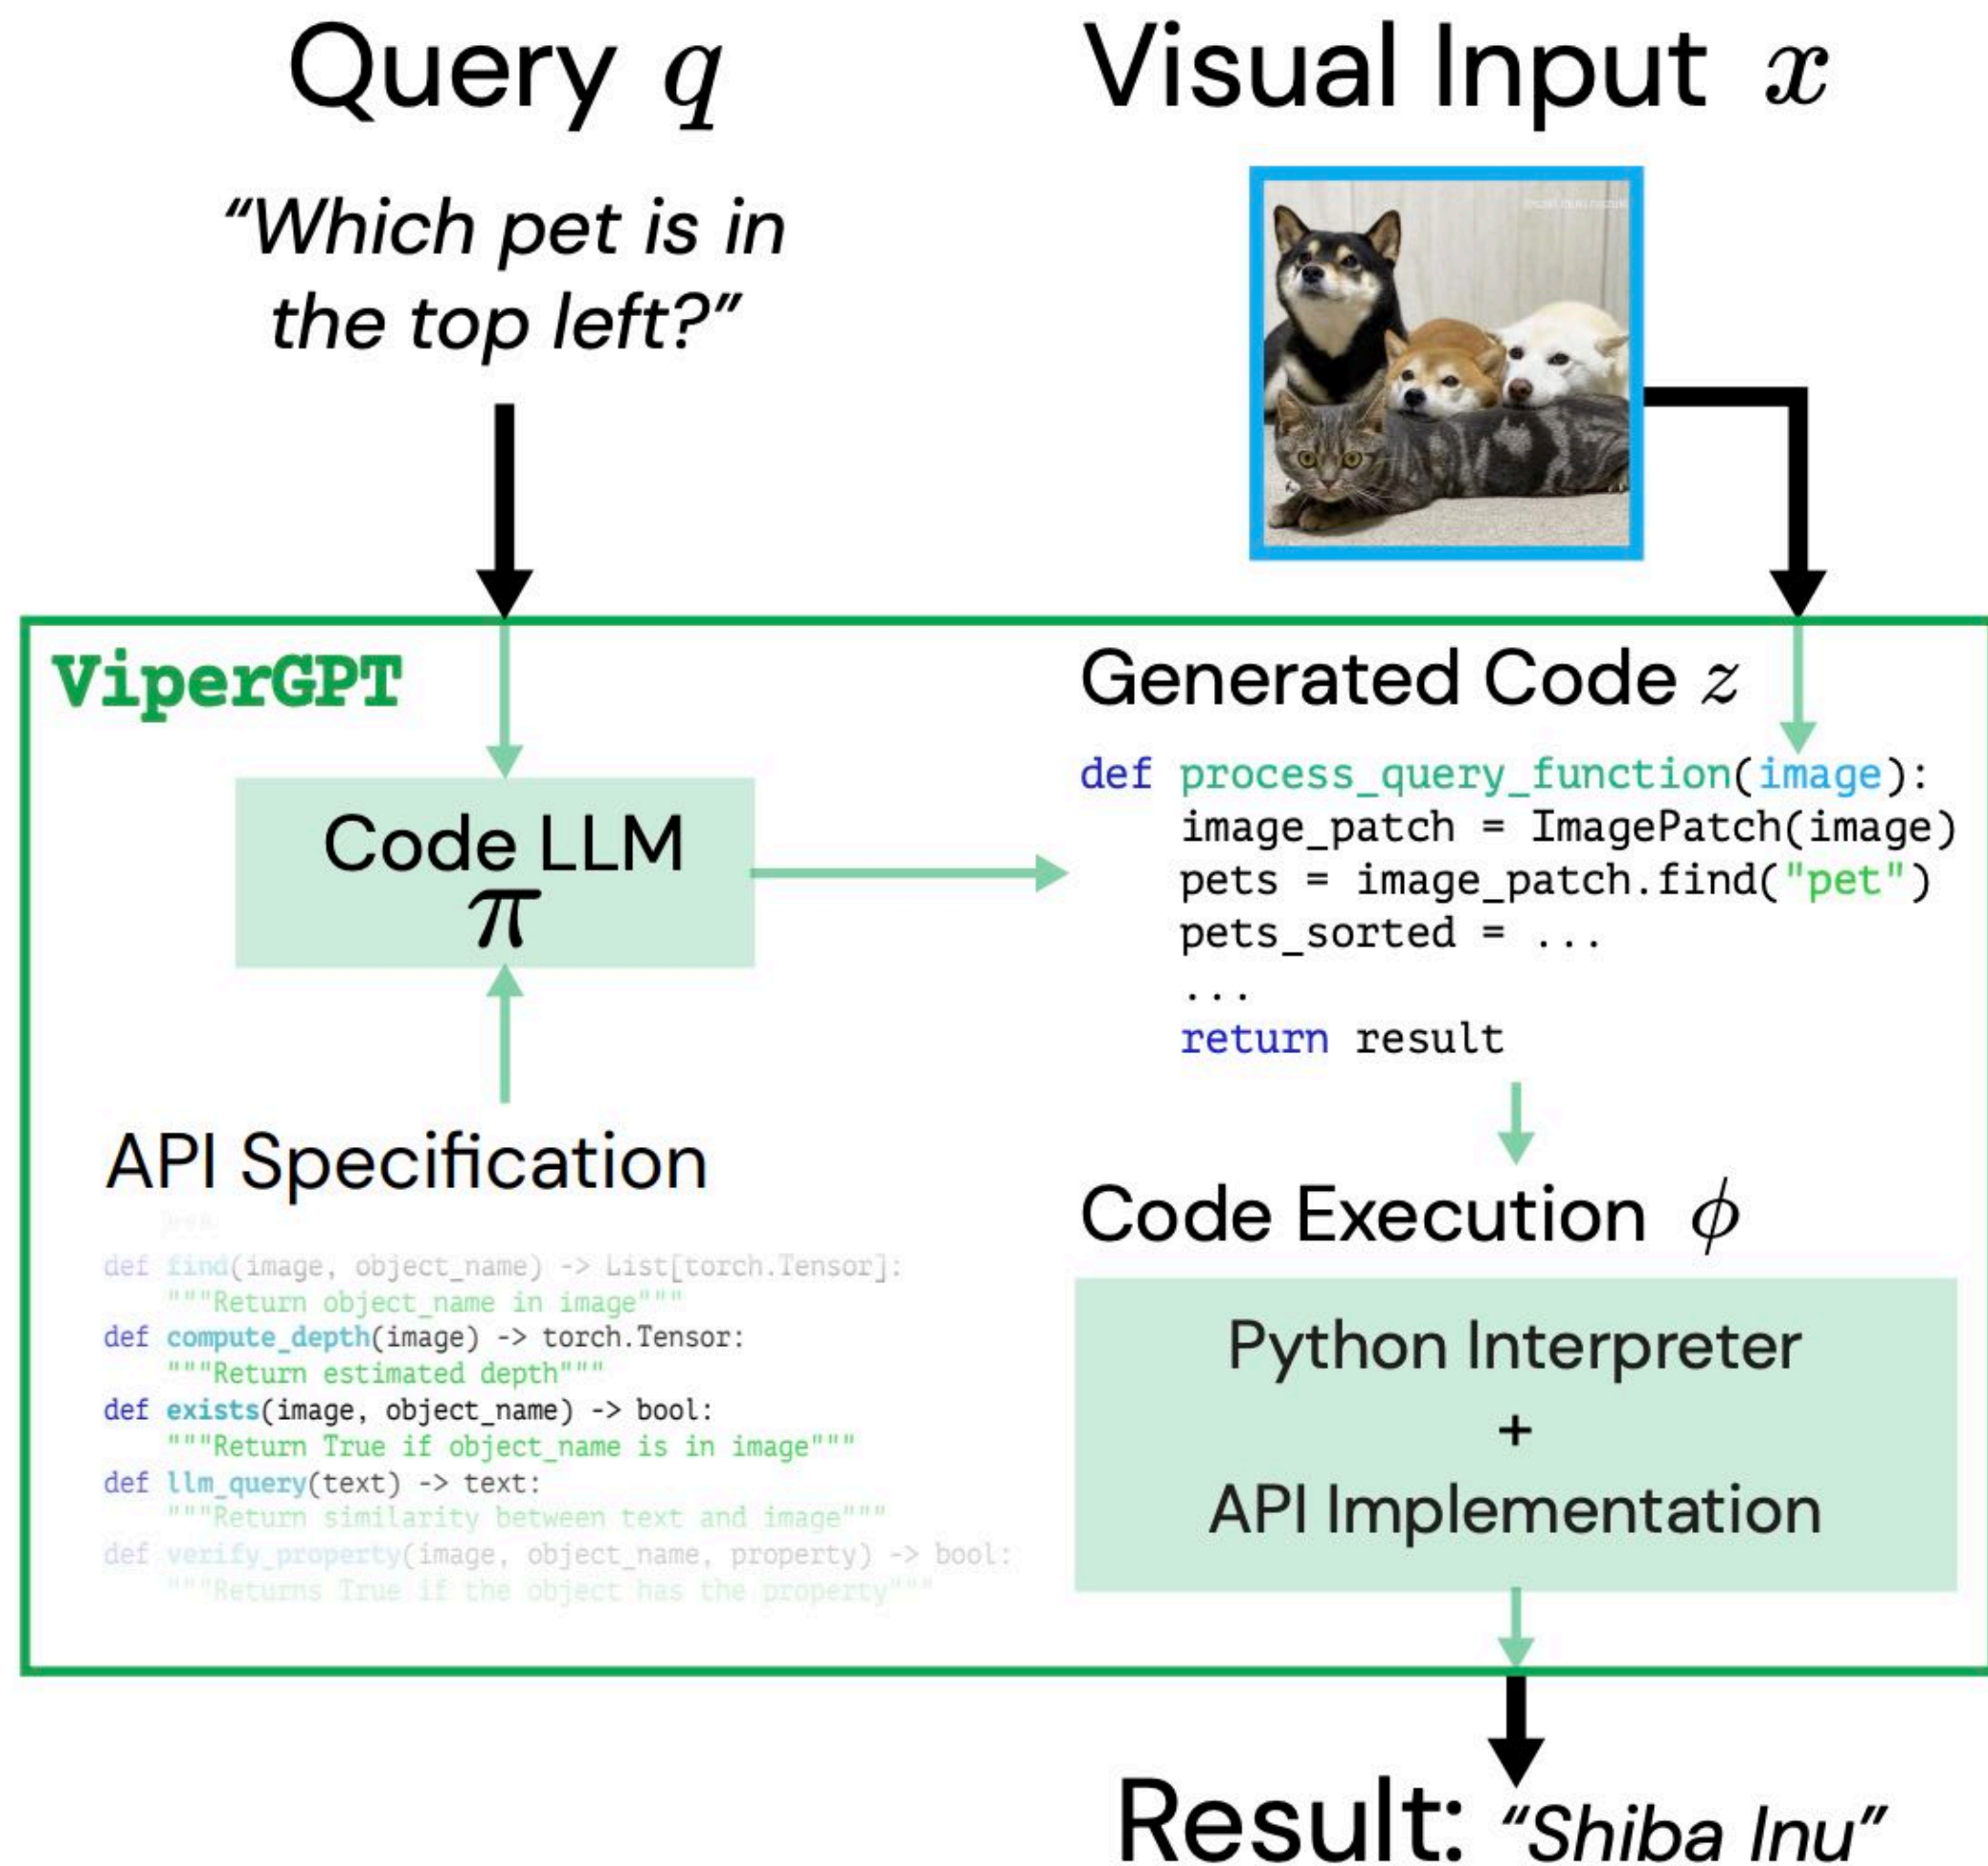 Query q
Visual Input x
“Which pet is in
the top left?”
ViperGPT
Generated Code z
def process_query_function(image):
    image_patch = ImagePatch(image)
    pets = image_patch.find("pet")
    pets_sorted = ...
    ...
    return result
Code LLM
π
API Specification
def find(image, object_name) -> List[torch.Tensor]:
    """Return object_name in image"""
def compute_depth(image) -> torch.Tensor:
    """Return estimated depth"""
def exists(image, object_name) -> bool:
    """Return True if object_name is in image"""
def llm_query(text) -> text:
    """Return similarity between text and image"""
def verify_property(image, object_name, property) -> bool:
    """Returns True if the object has the property"""
Code Execution ϕ
Python Interpreter
+
API Implementation
Result: “Shiba Inu”